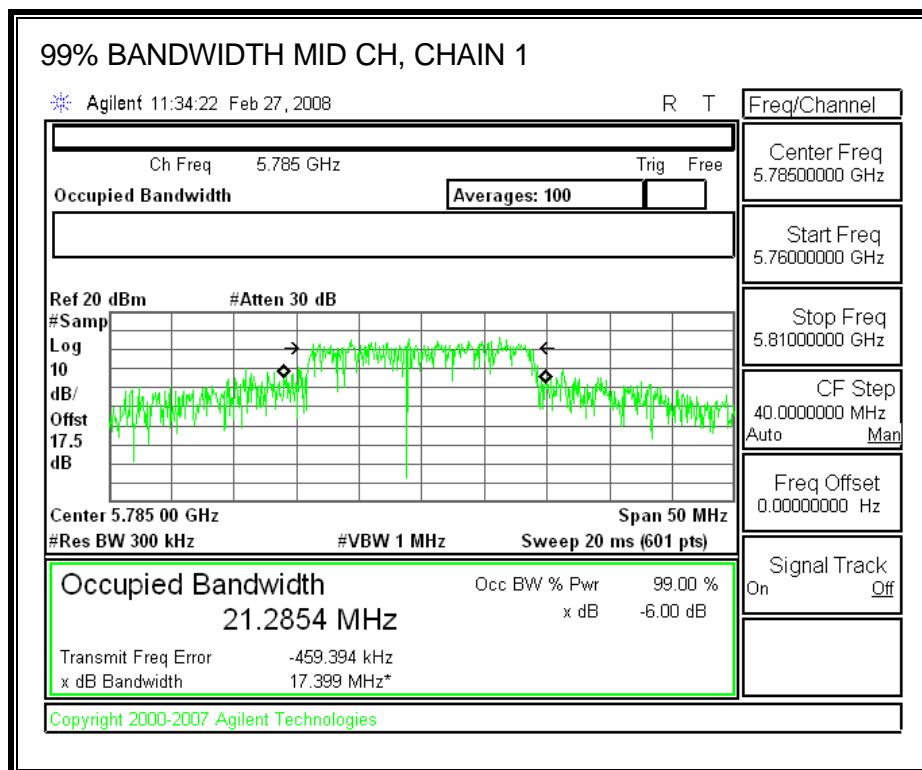 99% BANDWIDTH MID CH, CHAIN 1
Agilent 11:34:22 Feb 27, 2008 R T
Freq/Channel
Ch Freq 5.785 GHz Trig Free
Occupied Bandwidth Averages: 100
Center Freq
5.78500000 GHz
Start Freq
5.76000000 GHz
Stop Freq
5.81000000 GHz
CF Step
40.0000000 MHz
Auto Man
Freq Offset
0.00000000 Hz
Signal Track
On Off
Ref 20 dBm #Atten 30 dB
#Samp
Log
10
dB/
Offst
17.5
dB
Center 5.785 00 GHz Span 50 MHz
#Res BW 300 kHz #VBW 1 MHz Sweep 20 ms (601 pts)
Occupied Bandwidth Occ BW % Pwr 99.00 %
21.2854 MHz x dB -6.00 dB
Transmit Freq Error -459.394 kHz
x dB Bandwidth 17.399 MHz*
Copyright 2000-2007 Agilent Technologies